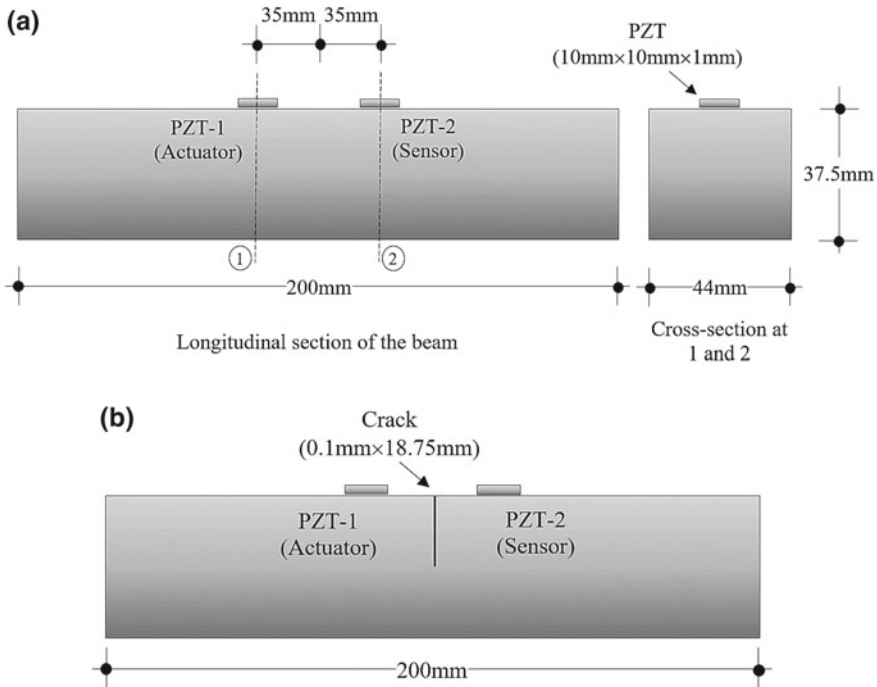 (a)
35mm 35mm
PZT
(10mm×10mm×1mm)
PZT-1
(Actuator)
PZT-2
(Sensor)
37.5mm
1
2
200mm
44mm
Longitudinal section of the beam
Cross-section at
1 and 2
(b)
Crack
(0.1mm×18.75mm)
PZT-1
(Actuator)
PZT-2
(Sensor)
200mm